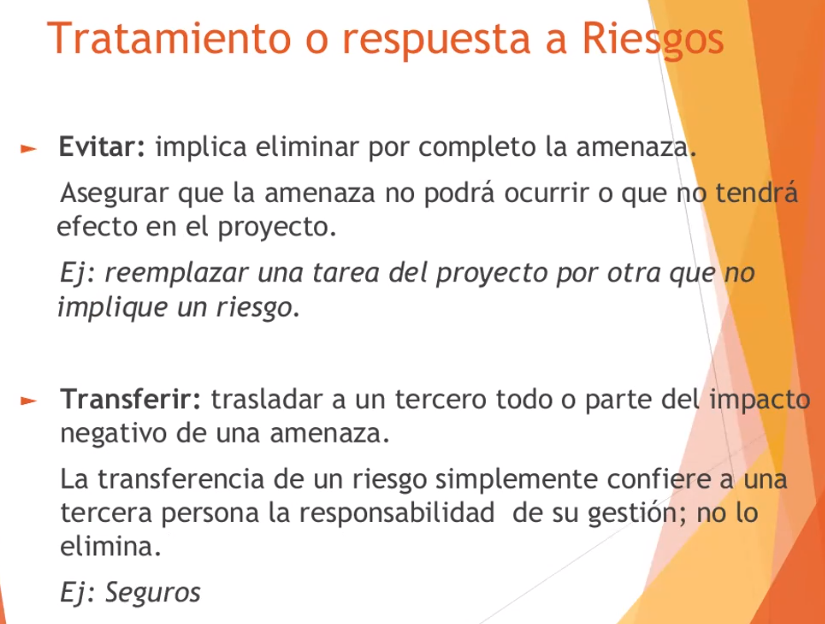 Tratamiento o respuesta a Riesgos
► Evitar: implica eliminar por completo la amenaza.
Asegurar que la amenaza no podrá ocurrir o que no tendrá
efecto en el proyecto.
Ej: reemplazar una tarea del proyecto por otra que no
implique un riesgo.
► Transferir: trasladar a un tercero todo o parte del impacto
negativo de una amenaza.
La transferencia de un riesgo simplemente confiere a una
tercera persona la responsabilidad  de su gestión; no lo
elimina.
Ej: Seguros